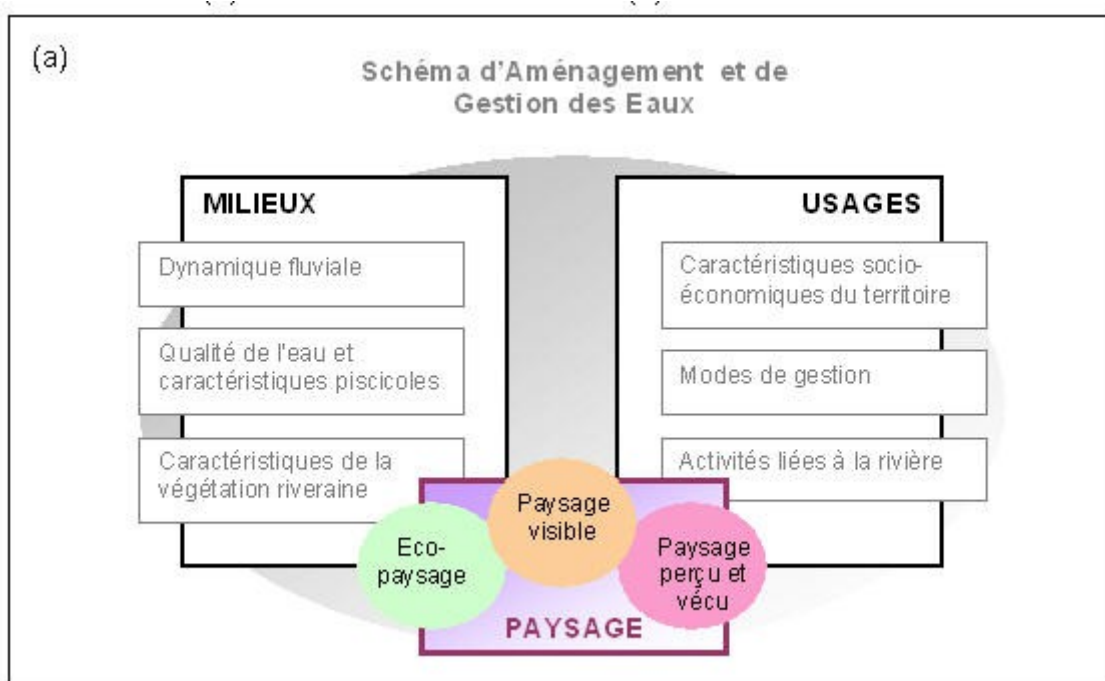 (a)
Schéma d'Aménagement et de
Gestion des Eaux
MILIEUX
Dynamique fluviale
Qualité de l'eau et
caractéristiques piscicoles
Caractéristiques de la
végétation riveraine
USAGES
Caractéristiques socio-
économiques du territoire
Modes de gestion
Activités liées à la rivière
Eco-
paysage
Paysage
visible
Paysage
perçu et
vécu
PAYSAGE